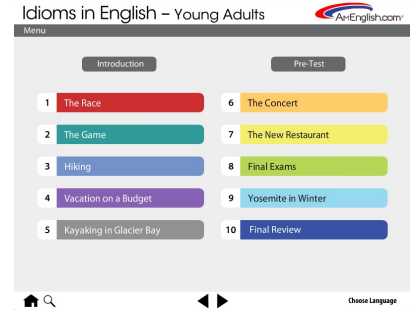 Idioms in English – Young Adults
AmEnglish.com®
Menu
Introduction
Pre-Test
1 The Race
2 The Game
3 Hiking
4 Vacation on a Budget
5 Kayaking in Glacier Bay
6 The Concert
7 The New Restaurant
8 Final Exams
9 Yosemite in Winter
10 Final Review
Choose Language